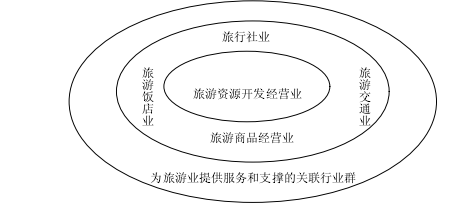 旅行社业
旅游饭店业
旅游资源开发经营业
旅游交通业
旅游商品经营业
为旅游业提供服务和支撑的关联行业群